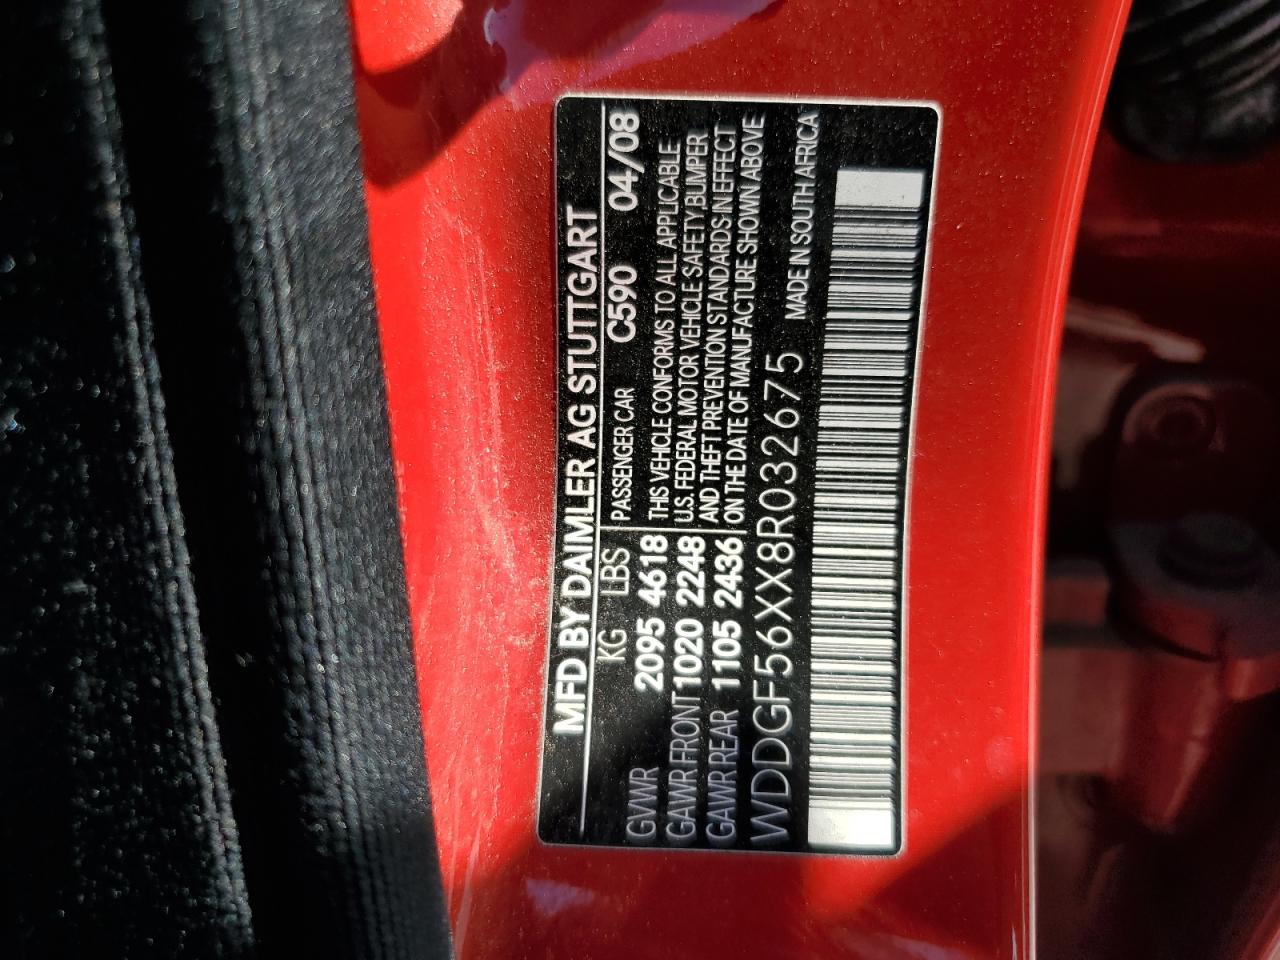 MFD BY DAIMLER AG STUTTGART
KG LBS PASSENGER CAR C590 04/08
GVWR 2095 4618 THIS VEHICLE CONFORMS TO ALL APPLICABLE
GAWR FRONT 1020 2248 U.S. FEDERAL MOTOR VEHICLE SAFETY, BUMPER,
GAWR REAR 1105 2436 AND THEFT PREVENTION STANDARDS IN EFFECT
ON THE DATE OF MANUFACTURE SHOWN ABOVE
WDDGF56XX8R032675 MADE IN SOUTH AFRICA